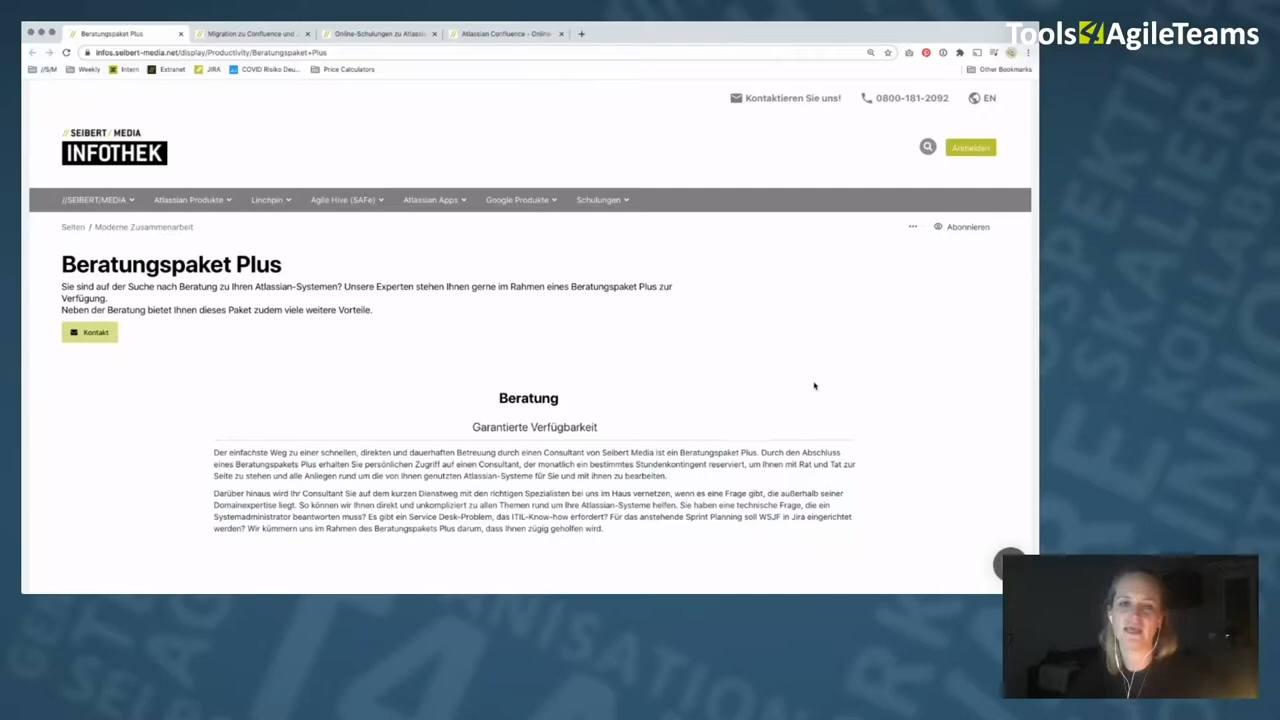 Tools4AgileTeams
Beratungspaket Plus
Migration zu Confluence und
Online-Schulungen zu Atlassi
Atlassian Confluence - Online-
infos.seibert-media.net/display/Productivity/Beratungspaket+Plus
//S/M
Weekly
Intern
Extranet
JIRA
COVID Risiko Deu...
Price Calculators
Other Bookmarks
Kontaktieren Sie uns!
0800-181-2092
EN
// SEIBERT / MEDIA
INFOTHEK
Anmelden
//SEIBERT/MEDIA
Atlassian Produkte
Linchpin
Agile Hive (SAFe)
Atlassian Apps
Google Produkte
Schulungen
Seiten / Moderne Zusammenarbeit
Abonnieren
Beratungspaket Plus
Sie sind auf der Suche nach Beratung zu Ihren Atlassian-Systemen? Unsere Experten stehen Ihnen gerne im Rahmen eines Beratungspaket Plus zur
Verfügung.
Neben der Beratung bietet Ihnen dieses Paket zudem viele weitere Vorteile.
Kontakt
Beratung
Garantierte Verfügbarkeit
Der einfachste Weg zu einer schnellen, direkten und dauerhaften Betreuung durch einen Consultant von Seibert Media ist ein Beratungspaket Plus. Durch den Abschluss
eines Beratungspakets Plus erhalten Sie persönlichen Zugriff auf einen Consultant, der monatlich ein bestimmtes Stundenkontingent reserviert, um Ihnen mit Rat und Tat zur
Seite zu stehen und alle Anliegen rund um die von Ihnen genutzten Atlassian-Systeme für Sie und mit ihnen zu bearbeiten.
Darüber hinaus wird Ihr Consultant Sie auf dem kurzen Dienstweg mit den richtigen Spezialisten bei uns im Haus vernetzen, wenn es eine Frage gibt, die außerhalb seiner
Domainexpertise liegt. So können wir Ihnen direkt und unkompliziert zu allen Themen rund um Ihre Atlassian-Systeme helfen. Sie haben eine technische Frage, die ein
Systemadministrator beantworten muss? Es gibt ein Service Desk-Problem, das ITIL-Know-how erfordert? Für das anstehende Sprint Planning soll WSJF in Jira eingerichtet
werden? Wir kümmern uns im Rahmen des Beratungspakets Plus darum, dass Ihnen zügig geholfen wird.